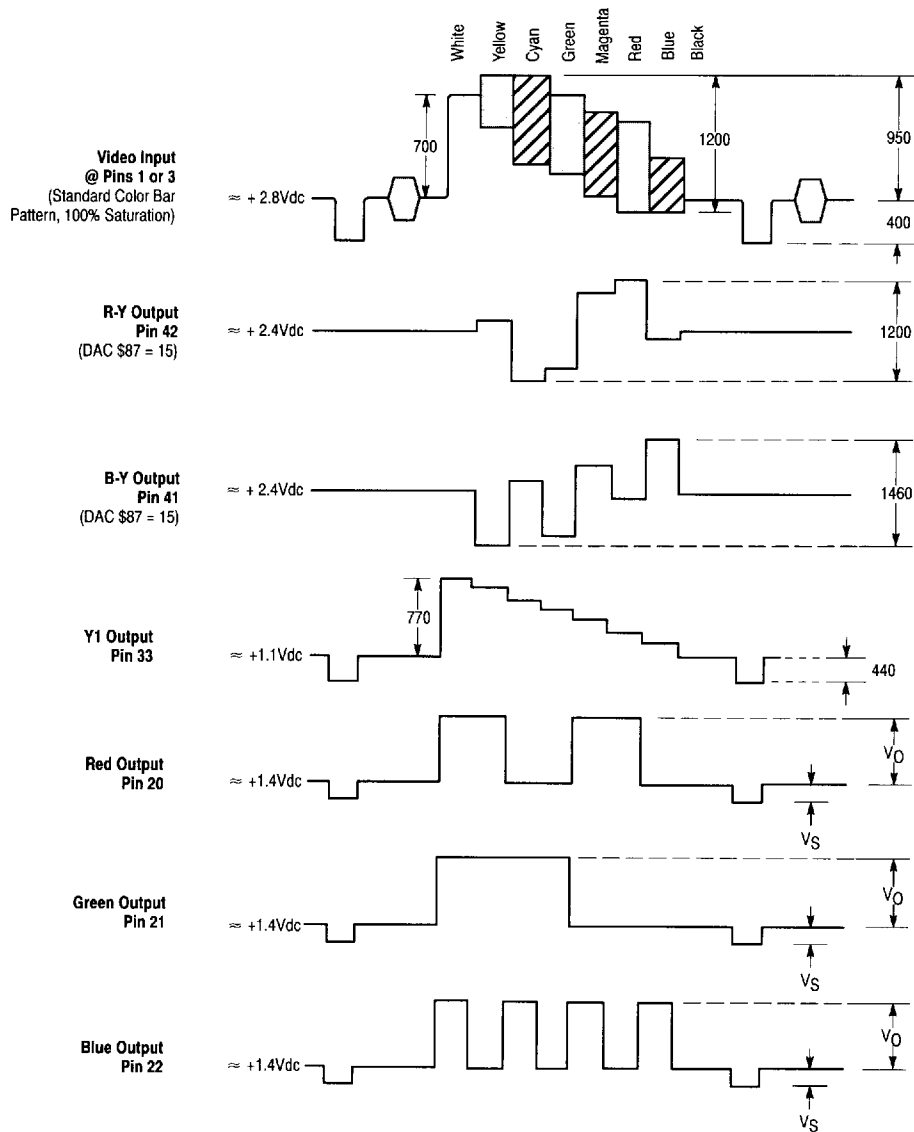 White
Yellow
Cyan
Green
Magenta
Red
Blue
Black
Video Input
@ Pins 1 or 3
(Standard Color Bar
Pattern, 100% Saturation)
≈ + 2.8Vdc
700
1200
950
400
R-Y Output
Pin 42
(DAC $87 = 15)
≈ + 2.4Vdc
1200
B-Y Output
Pin 41
(DAC $87 = 15)
≈ + 2.4Vdc
1460
Y1 Output
Pin 33
≈ +1.1Vdc
770
440
Red Output
Pin 20
≈ +1.4Vdc
VO
VS
Green Output
Pin 21
≈ +1.4Vdc
VO
VS
Blue Output
Pin 22
≈ +1.4Vdc
VO
VS